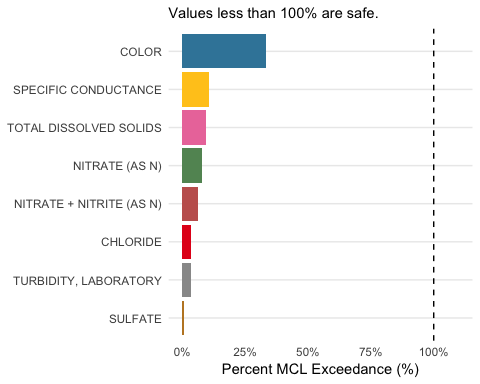 Values less than 100% are safe.
COLOR
SPECIFIC CONDUCTANCE
TOTAL DISSOLVED SOLIDS
NITRATE (AS N)
NITRATE + NITRITE (AS N)
CHLORIDE
TURBIDITY, LABORATORY
SULFATE
0% 25% 50% 75% 100%
Percent MCL Exceedance (%)